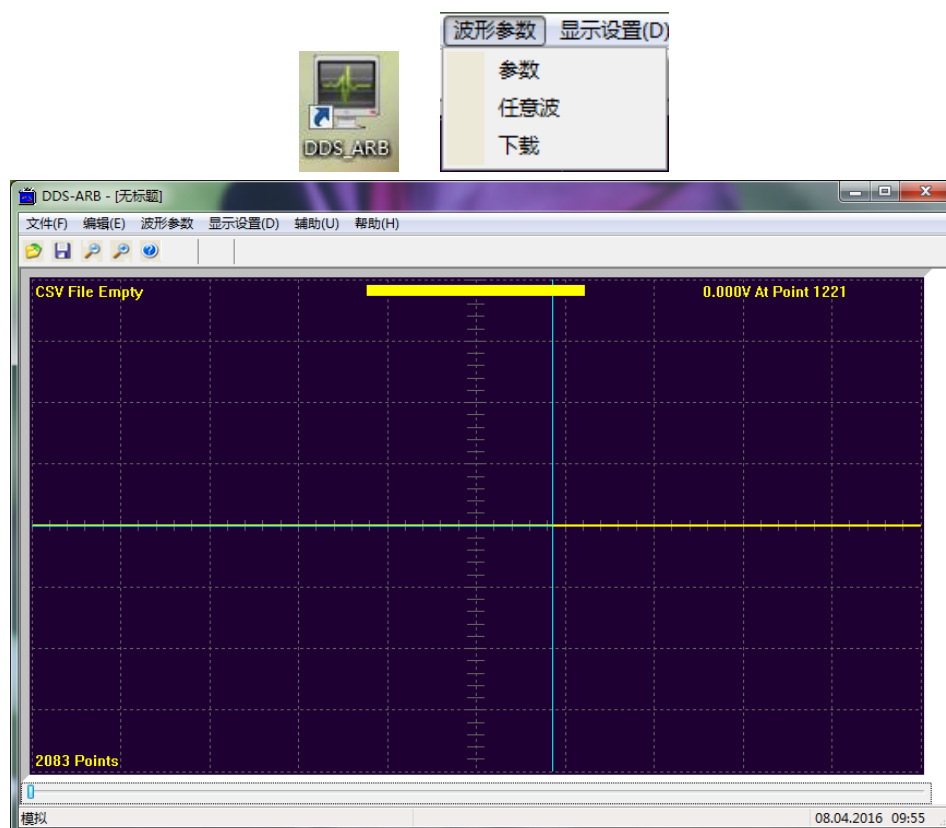 波形参数 显示设置(D)
参数
任意波
下载
DDS_ARB
DDS-ARB - [无标题]
文件(F) 编辑(E) 波形参数 显示设置(D) 辅助(U) 帮助(H)
CSV File Empty 0.000V At Point 1221
2083 Points
模拟 08.04.2016 09:55